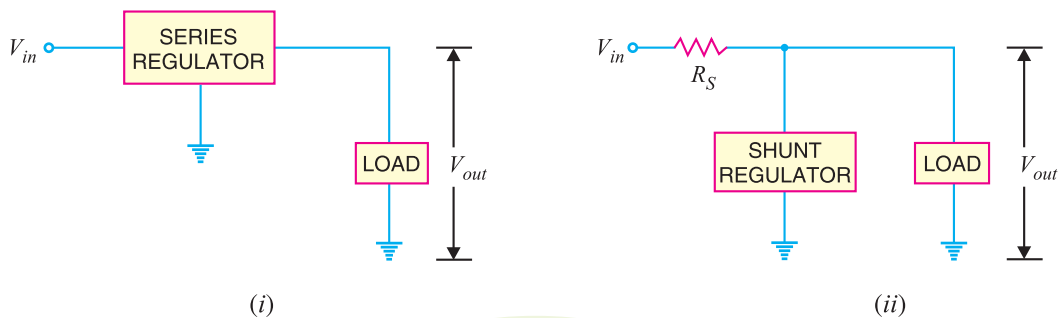 V_in
SERIES
REGULATOR
LOAD
V_out
(i)
V_in
R_S
SHUNT
REGULATOR
LOAD
V_out
(ii)